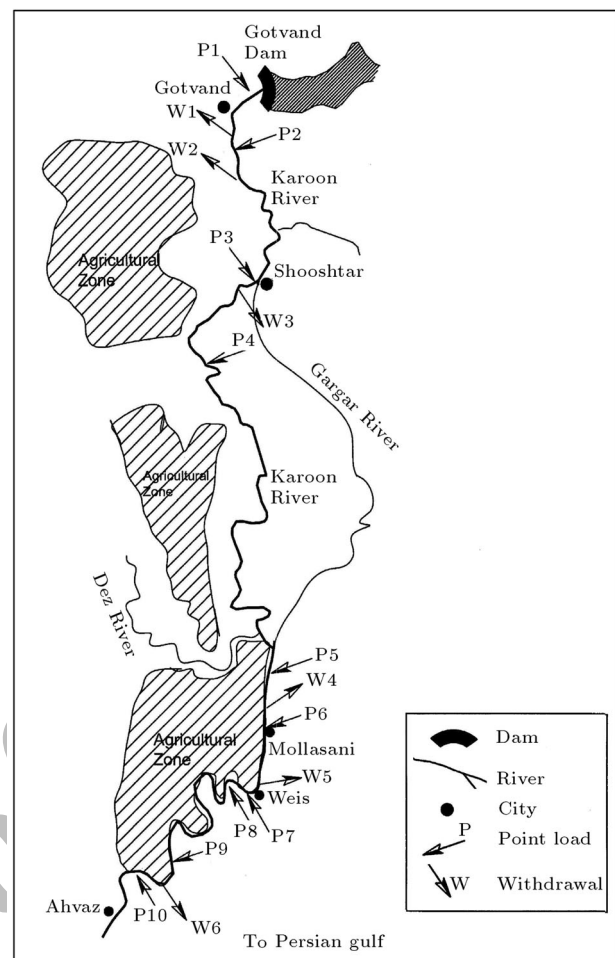 Gotvand
Dam
P1
Gotvand
W1
P2
W2
Karoon
River
P3
Agricultural
Zone
Shooshtar
W3
P4
Gargar River
Agricultural
Zone
Karoon
River
Dez River
P5
W4
P6
Mollasani
Agricultural
Zone
W5
Weis
P8
P7
P9
Ahvaz
P10
W6
To Persian gulf
Dam
River
City
P
Point load
W
Withdrawal